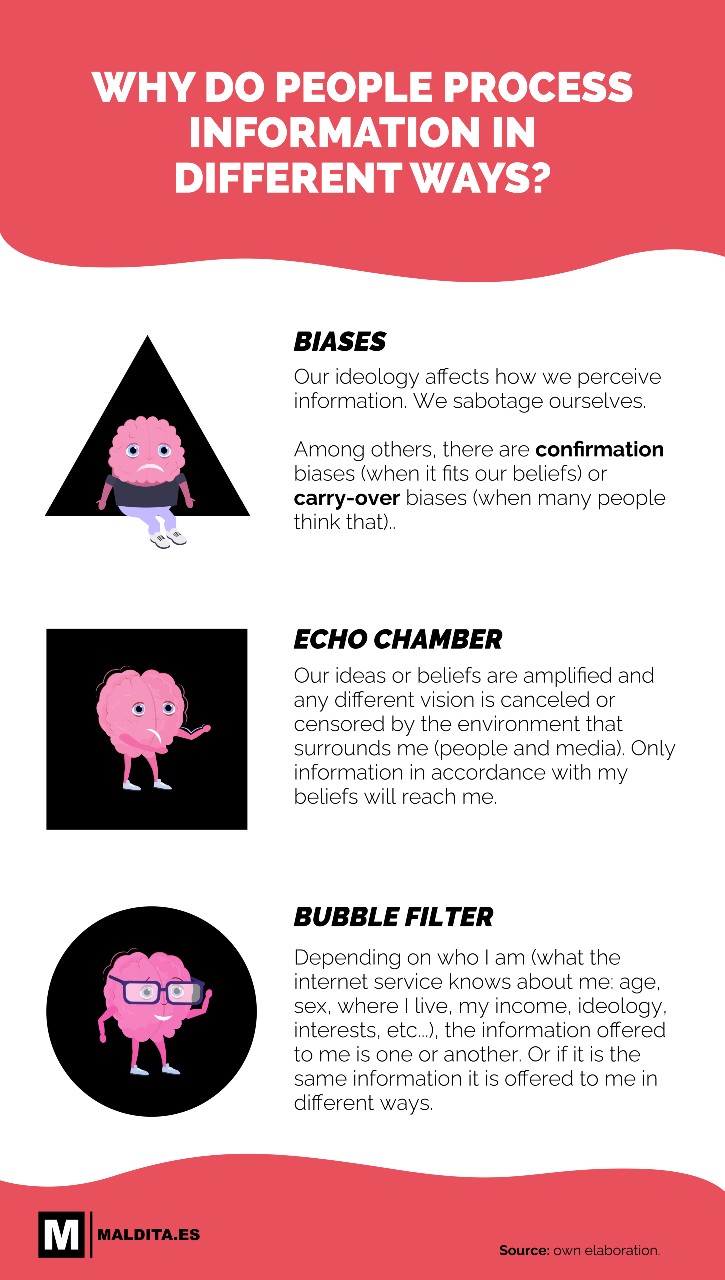 WHY DO PEOPLE PROCESS
INFORMATION IN
DIFFERENT WAYS?
BIASES
Our ideology affects how we perceive
information. We sabotage ourselves.
Among others, there are confirmation
biases (when it fits our beliefs) or
carry-over biases (when many people
think that)..
ECHO CHAMBER
Our ideas or beliefs are amplified and
any different vision is canceled or
censored by the environment that
surrounds me (people and media). Only
information in accordance with my
beliefs will reach me.
BUBBLE FILTER
Depending on who I am (what the
internet service knows about me: age,
sex, where I live, my income, ideology,
interests, etc...), the information offered
to me is one or another. Or if it is the
same information it is offered to me in
different ways.
M MALDITA.ES
Source: own elaboration.